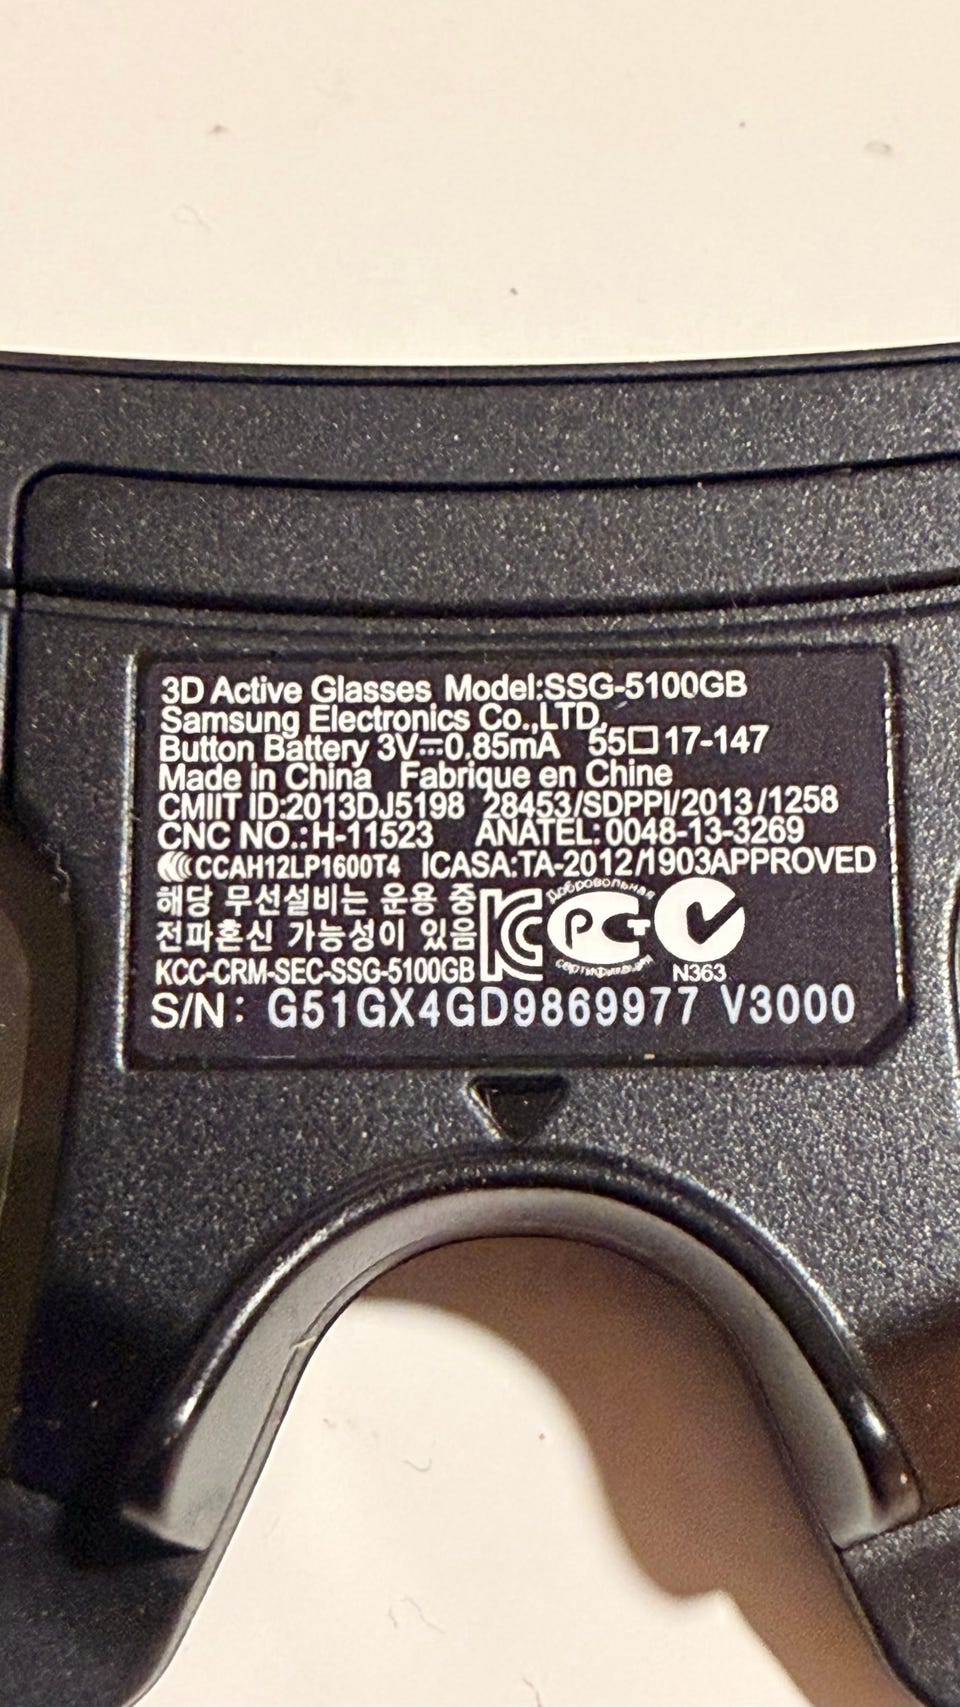 3D Active Glasses Model:SSG-5100GB
Samsung Electronics Co.,LTD.
Button Battery 3V⎓0.85mA 55□17-147
Made in China Fabrique en Chine
CMIIT ID:2013DJ5198 28453/SDPPI/2013/1258
CNC NO.:H-11523 ANATEL:0048-13-3269
CCAH12LP1600T4 ICASA:TA-2012/1903APPROVED
해당 무선설비는 운용 중
전파혼신 가능성이 있음
Добровольная
РС
сертификация
N363
KCC-CRM-SEC-SSG-5100GB
S/N: G51GX4GD9869977 V3000